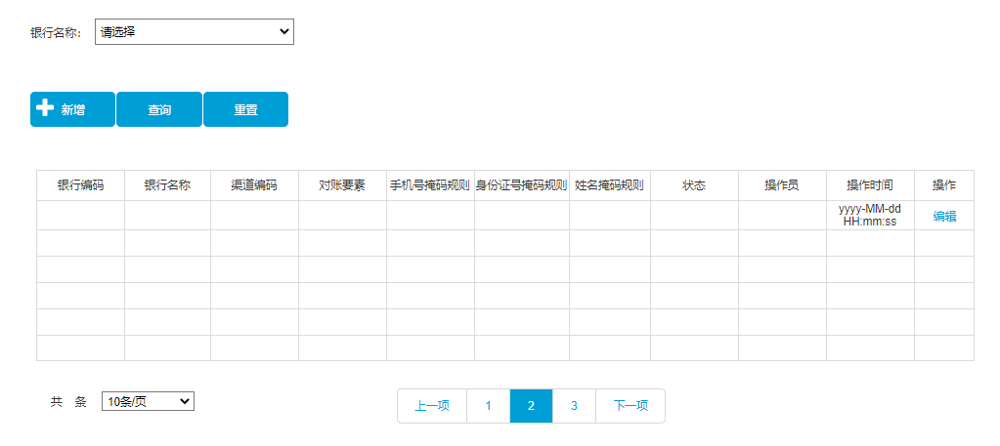 银行名称： 请选择
新增 查询 重置
银行编码 银行名称 渠道编码 对账要素 手机号掩码规则 身份证号掩码规则 姓名掩码规则 状态 操作员 操作时间 操作
yyyy-MM-dd
HH:mm:ss
编辑
共 条 10条/页 上一项 1 2 3 下一项